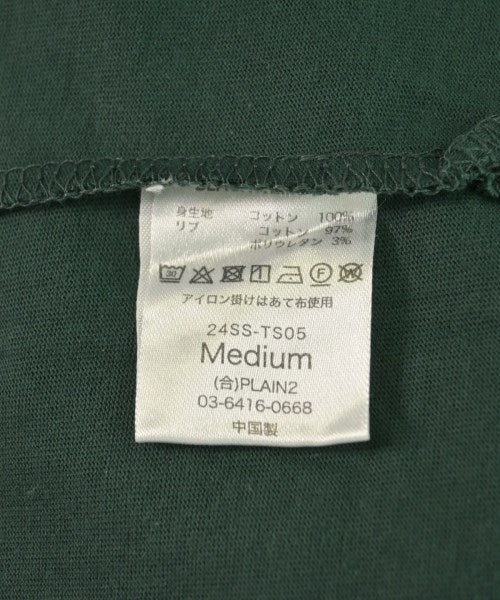 身生地 コットン 100%
リブ コットン 97%
ポリウレタン 3%
30 F W
アイロン掛けはあて布使用
24SS-TS05
Medium
(合)PLAIN2
03-6416-0668
中国製